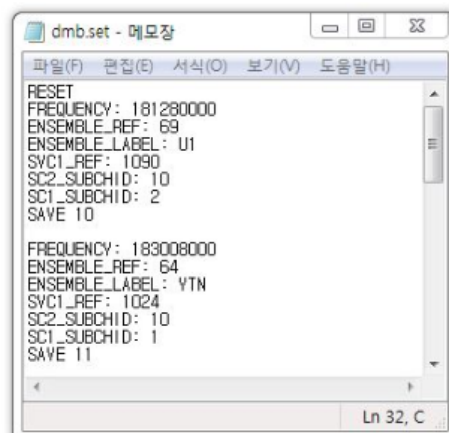 dmb.set - 메모장
파일(F) 편집(E) 서식(O) 보기(V) 도움말(H)
RESET
FREQUENCY: 181280000
ENSEMBLE_REF: 69
ENSEMBLE_LABEL: U1
SVC1_REF: 1090
SC2_SUBCHID: 10
SC1_SUBCHID: 2
SAVE 10
FREQUENCY: 183008000
ENSEMBLE_REF: 64
ENSEMBLE_LABEL: YTN
SVC1_REF: 1024
SC2_SUBCHID: 10
SC1_SUBCHID: 1
SAVE 11
Ln 32, C